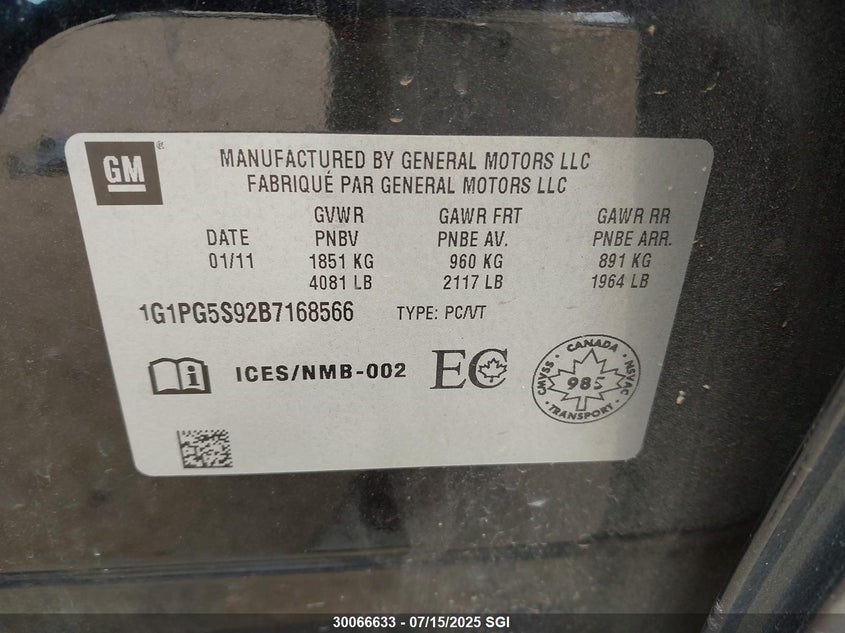 GM
MANUFACTURED BY GENERAL MOTORS LLC
FABRIQUÉ PAR GENERAL MOTORS LLC
GVWR GAWR FRT GAWR RR
DATE PNBV PNBE AV. PNBE ARR.
01/11 1851 KG 960 KG 891 KG
4081 LB 2117 LB 1964 LB
1G1PG5S92B7168566 TYPE: PC/VT
i ICES/NMB-002 EC
CANADA
CMVSS 985 NSVAC
TRANSPORT
30066633 - 07/15/2025 SGI